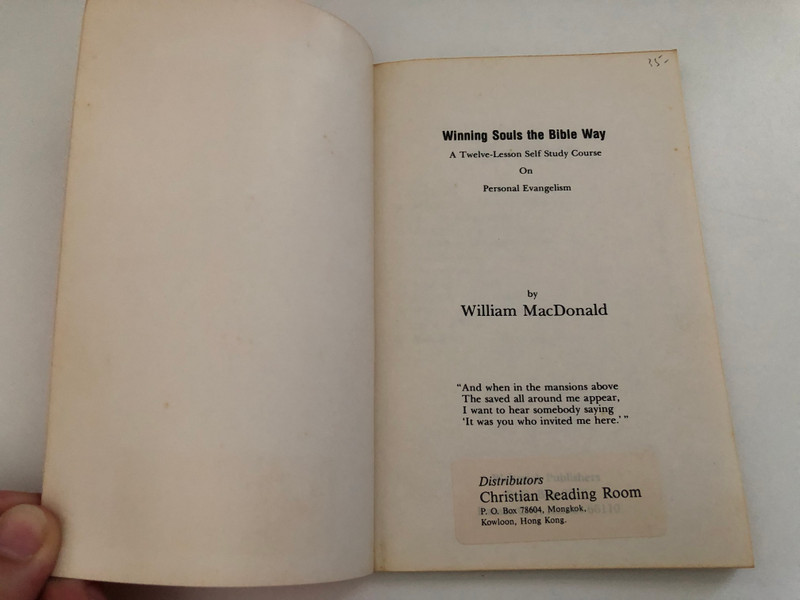 Winning Souls the Bible Way
A Twelve-Lesson Self Study Course
On
Personal Evangelism
by
William MacDonald
"And when in the mansions above
The saved all around me appear,
I want to hear somebody saying
'It was you who invited me here.'"
Distributors
Christian Reading Room
P. O. Box 78604, Mongkok,
Kowloon, Hong Kong.